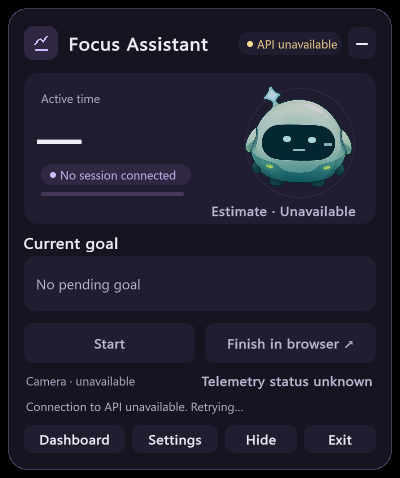 Focus Assistant
API unavailable
Active time
No session connected
Estimate · Unavailable
Current goal
No pending goal
Start
Finish in browser ↗
Camera · unavailable
Telemetry status unknown
Connection to API unavailable. Retrying...
Dashboard
Settings
Hide
Exit